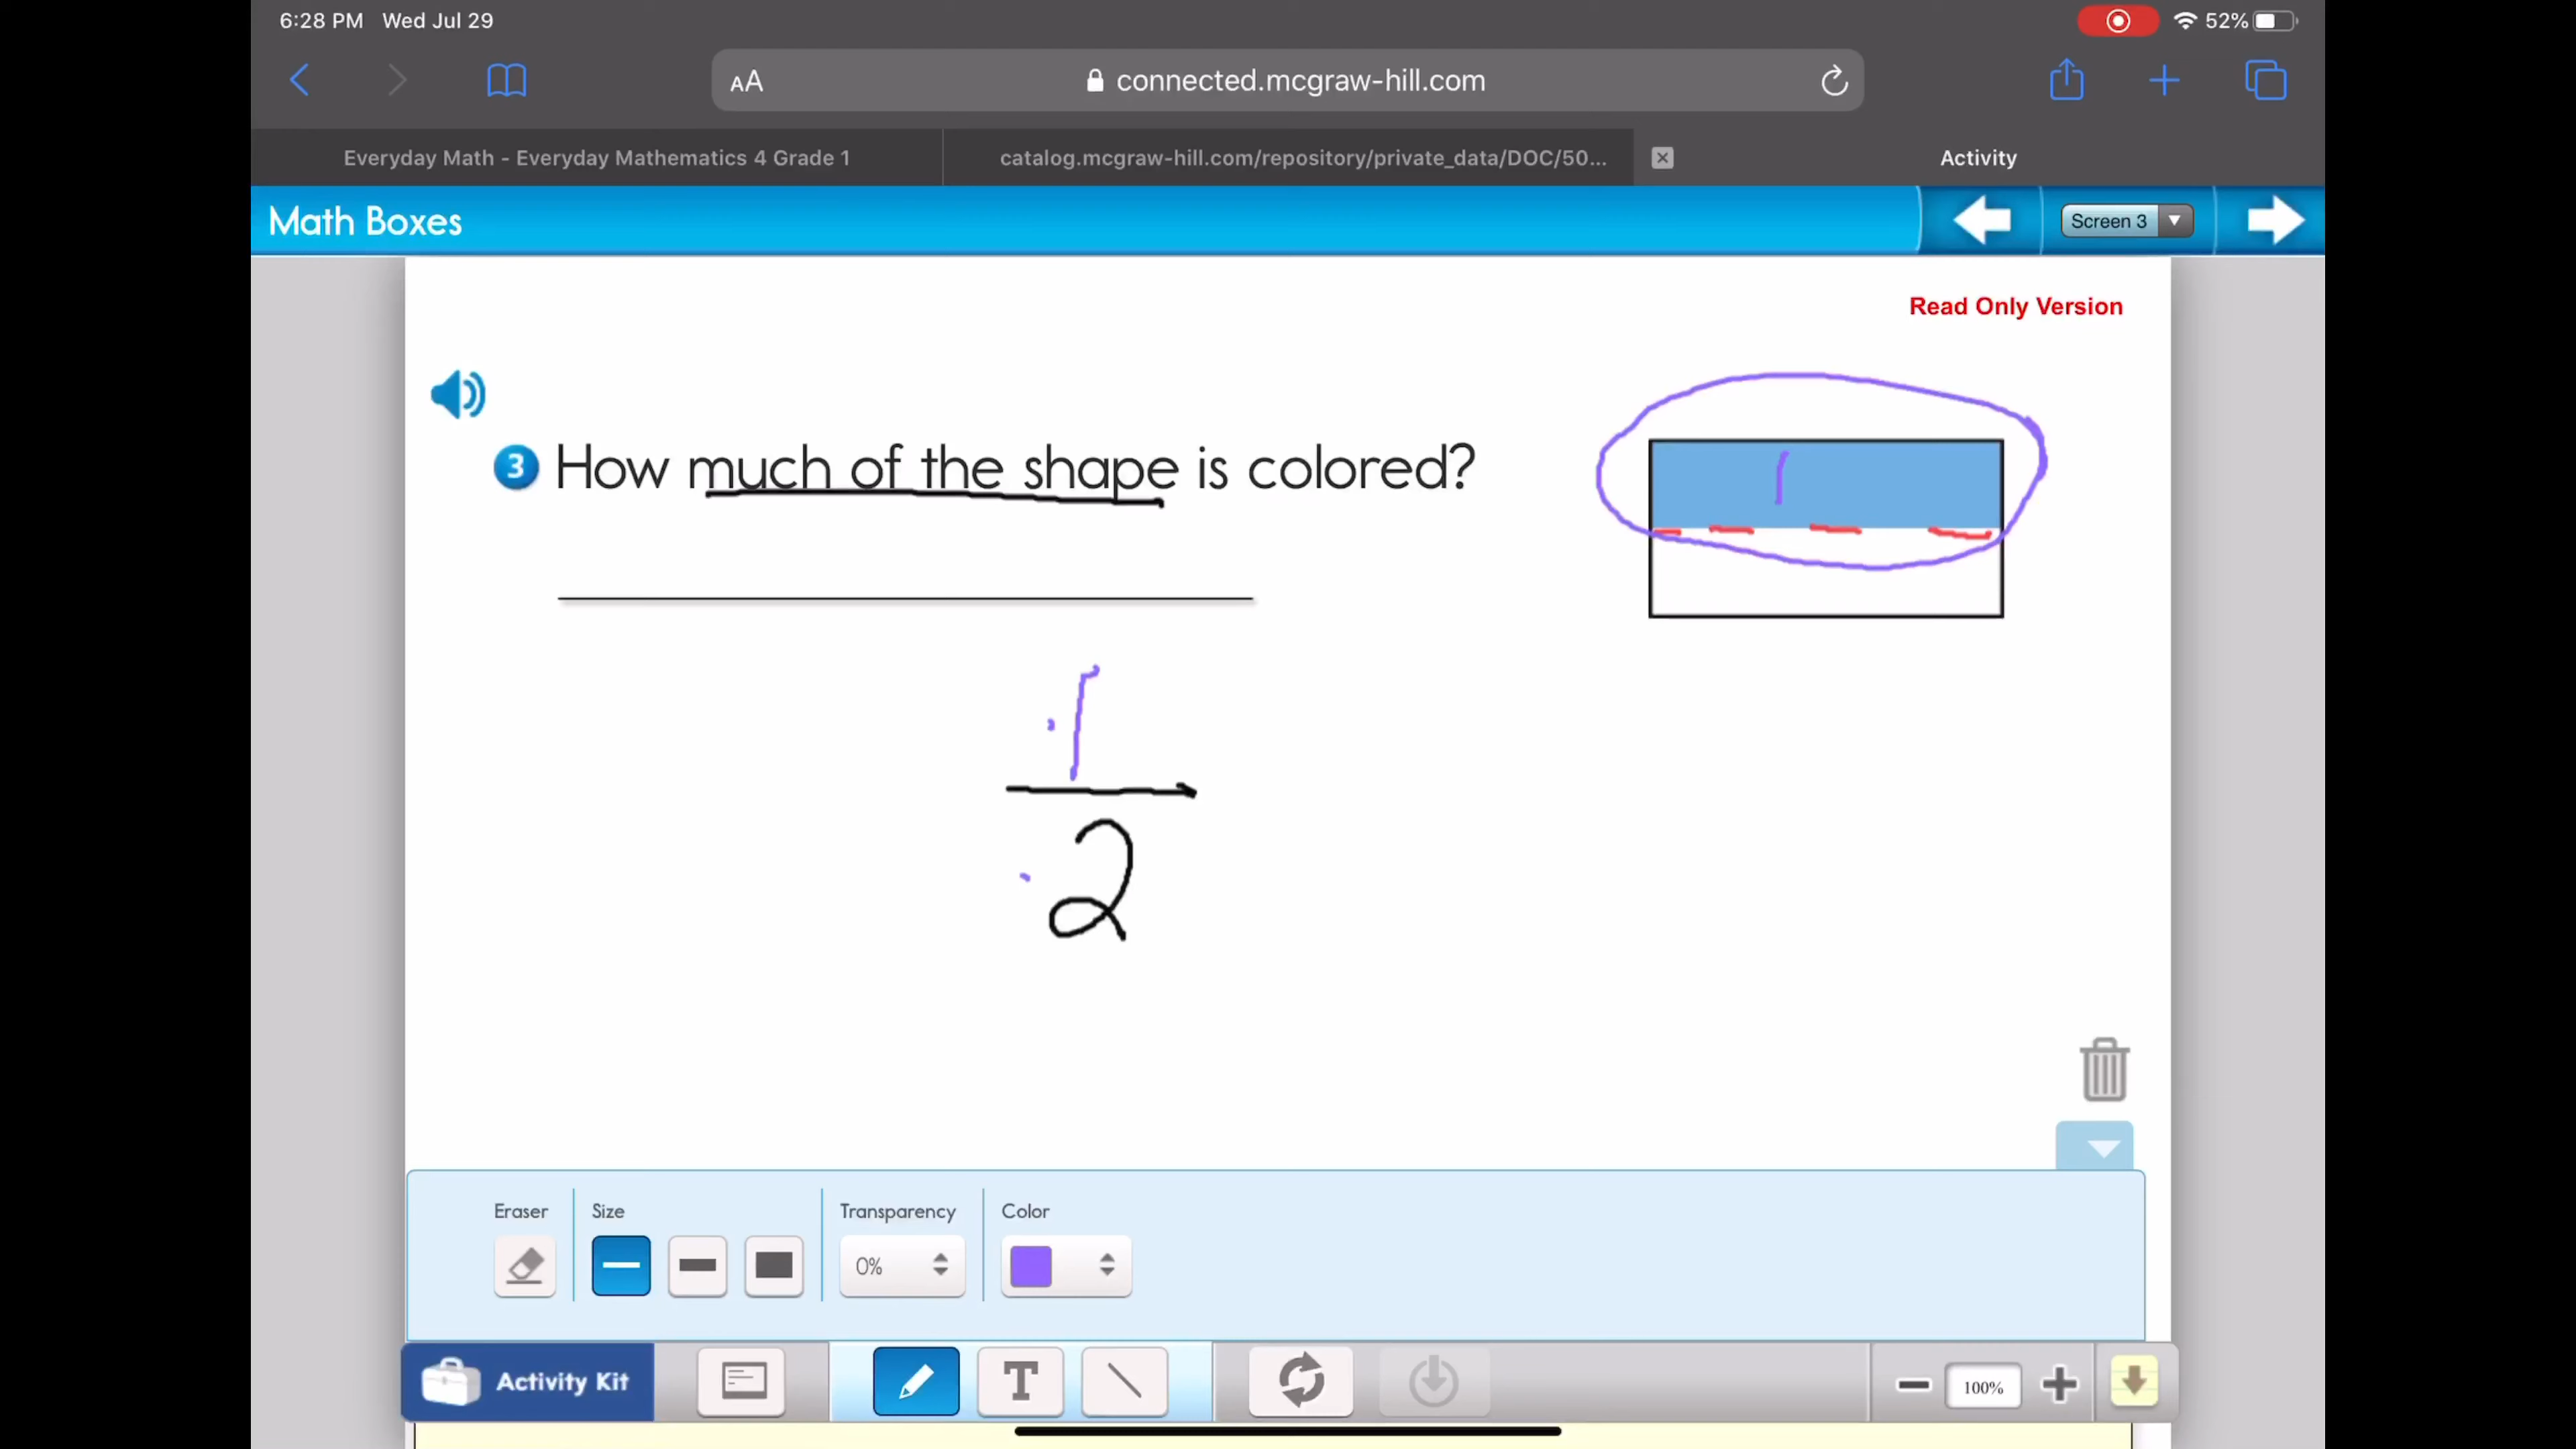 6:28 PM Wed Jul 29
52%
AA
connected.mcgraw-hill.com
Everyday Math - Everyday Mathematics 4 Grade 1
catalog.mcgraw-hill.com/repository/private_data/DOC/50...
Activity
Math Boxes
Screen 3
Read Only Version
3 How much of the shape is colored?
1
1
2
Eraser
Size
Transparency
Color
0%
Activity Kit
T
100%